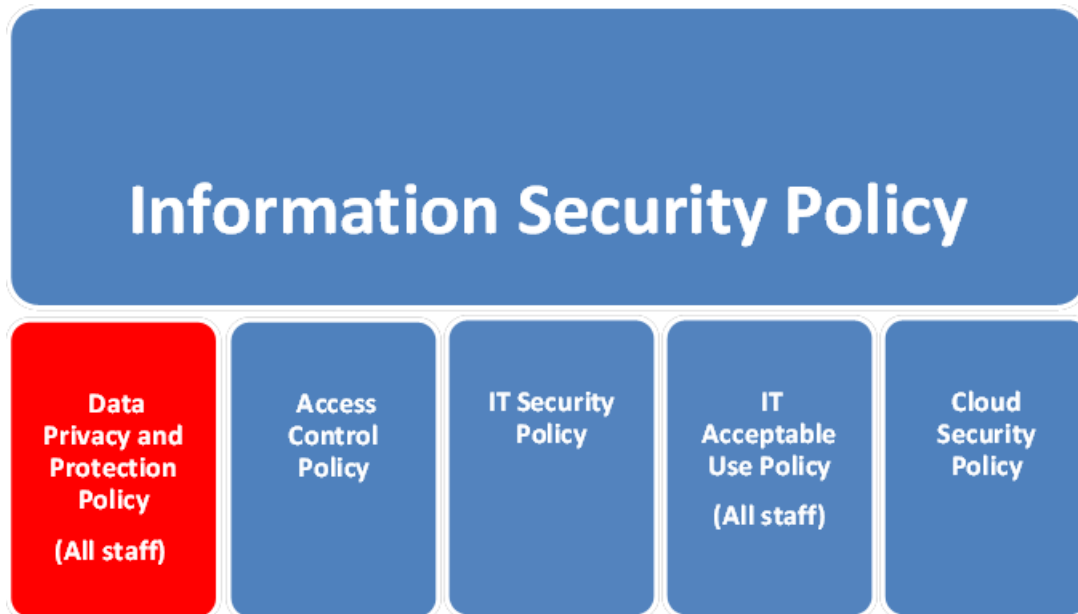 Information Security Policy
Data
Privacy and
Protection
Policy
(All staff)
Access
Control
Policy
IT Security
Policy
IT
Acceptable
Use Policy
(All staff)
Cloud
Security
Policy